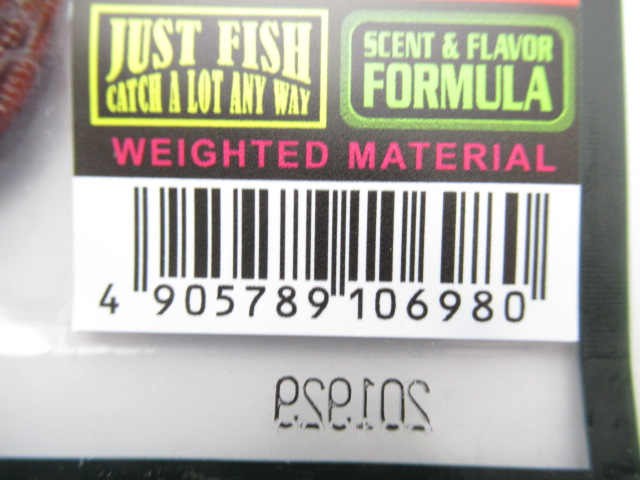 JUST FISH
CATCH A LOT ANY WAY
SCENT & FLAVOR
FORMULA
WEIGHTED MATERIAL
4 905789 106980